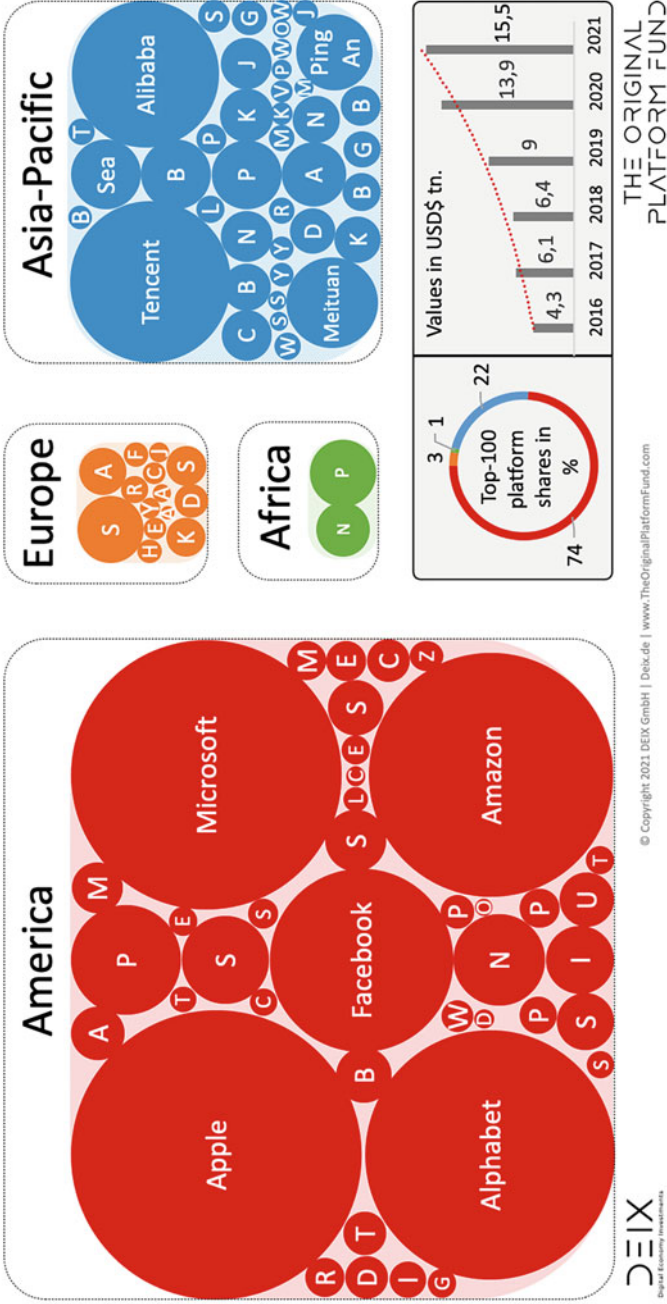 America
Apple
Microsoft
Alphabet
Amazon
Facebook
A
P
M
T
E
S
C
S
B
S
L
C
E
S
M
E
C
Z
R
D
T
I
G
W
D
P
O
N
P
P
S
S
I
U
T
Europe
S
A
H
E
Y
R
F
A
A
C
J
K
D
S
Africa
N
P
Asia-Pacific
Tencent
Alibaba
B
Sea
T
B
L
P
S
C
B
N
P
K
J
G
W
S
S
Y
Y
R
M
K
V
P
W
O
W
J
Meituan
D
A
N
M
Ping
An
K
B
G
B
Top-100
platform
shares in
%
3
1
22
74
Values in USD$ tn.
4,3
6,1
6,4
9
13,9
15,5
2016
2017
2018
2019
2020
2021
DEIX
Digital Economy Investments
© Copyright 2021 DEIX GmbH | Deix.de | www.TheOriginalPlatformFund.com
THE ORIGINAL
PLATFORM FUND